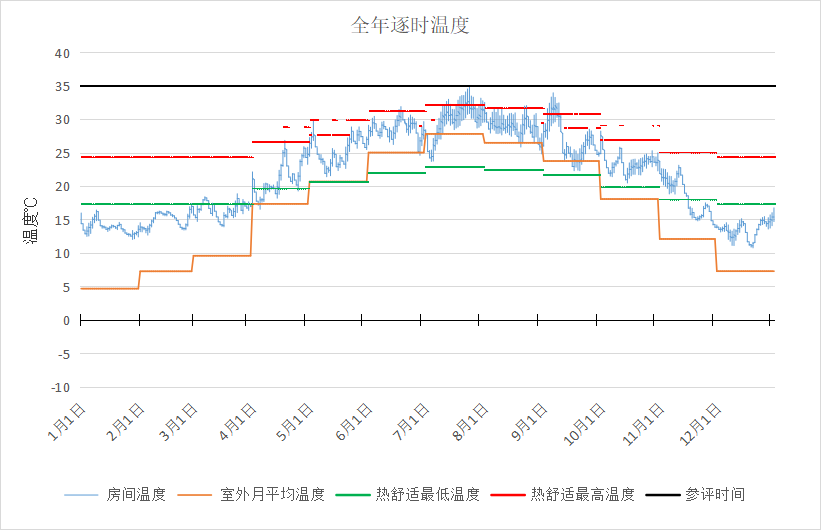 全年逐时温度
温度℃
40
35
30
25
20
15
10
5
0
-5
-10
1月1日
2月1日
3月1日
4月1日
5月1日
6月1日
7月1日
8月1日
9月1日
10月1日
11月1日
12月1日
房间温度 室外月平均温度 热舒适最低温度 热舒适最高温度 参评时间